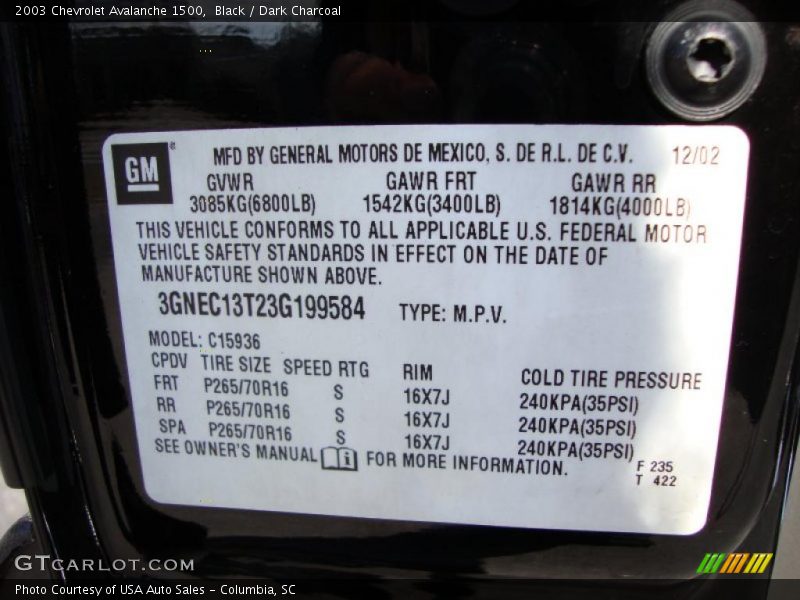 2003 Chevrolet Avalanche 1500, Black / Dark Charcoal
GM®
MFD BY GENERAL MOTORS DE MEXICO, S. DE R.L. DE C.V. 12/02
GVWR GAWR FRT GAWR RR
3085KG(6800LB) 1542KG(3400LB) 1814KG(4000LB)
THIS VEHICLE CONFORMS TO ALL APPLICABLE U.S. FEDERAL MOTOR
VEHICLE SAFETY STANDARDS IN EFFECT ON THE DATE OF
MANUFACTURE SHOWN ABOVE.
3GNEC13T23G199584 TYPE: M.P.V.
MODEL: C15936
CPDV TIRE SIZE SPEED RTG RIM COLD TIRE PRESSURE
FRT P265/70R16 S 16X7J 240KPA(35PSI)
RR P265/70R16 S 16X7J 240KPA(35PSI)
SPA P265/70R16 S 16X7J 240KPA(35PSI)
SEE OWNER'S MANUAL i FOR MORE INFORMATION.
F 235
T 422
GTCARLOT.COM
Photo Courtesy of USA Auto Sales - Columbia, SC